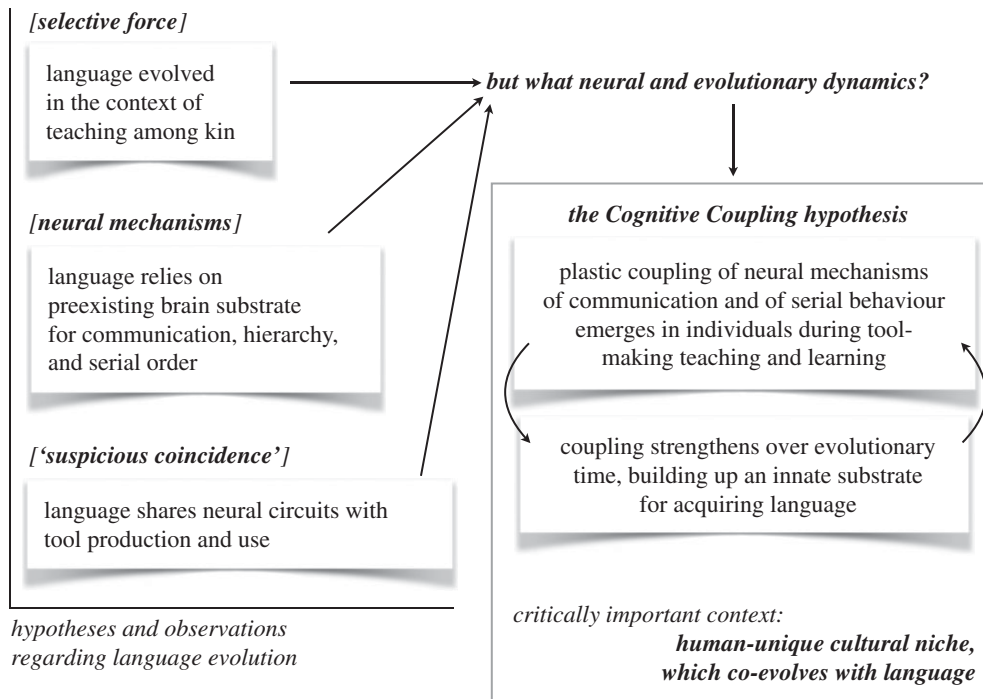 [selective force]
language evolved
in the context of
teaching among kin
[neural mechanisms]
language relies on
preexisting brain substrate
for communication, hierarchy,
and serial order
[‘suspicious coincidence’]
language shares neural circuits with
tool production and use
hypotheses and observations
regarding language evolution
but what neural and evolutionary dynamics?
the Cognitive Coupling hypothesis
plastic coupling of neural mechanisms
of communication and of serial behaviour
emerges in individuals during tool-
making teaching and learning
coupling strengthens over evolutionary
time, building up an innate substrate
for acquiring language
critically important context:
human-unique cultural niche,
which co-evolves with language